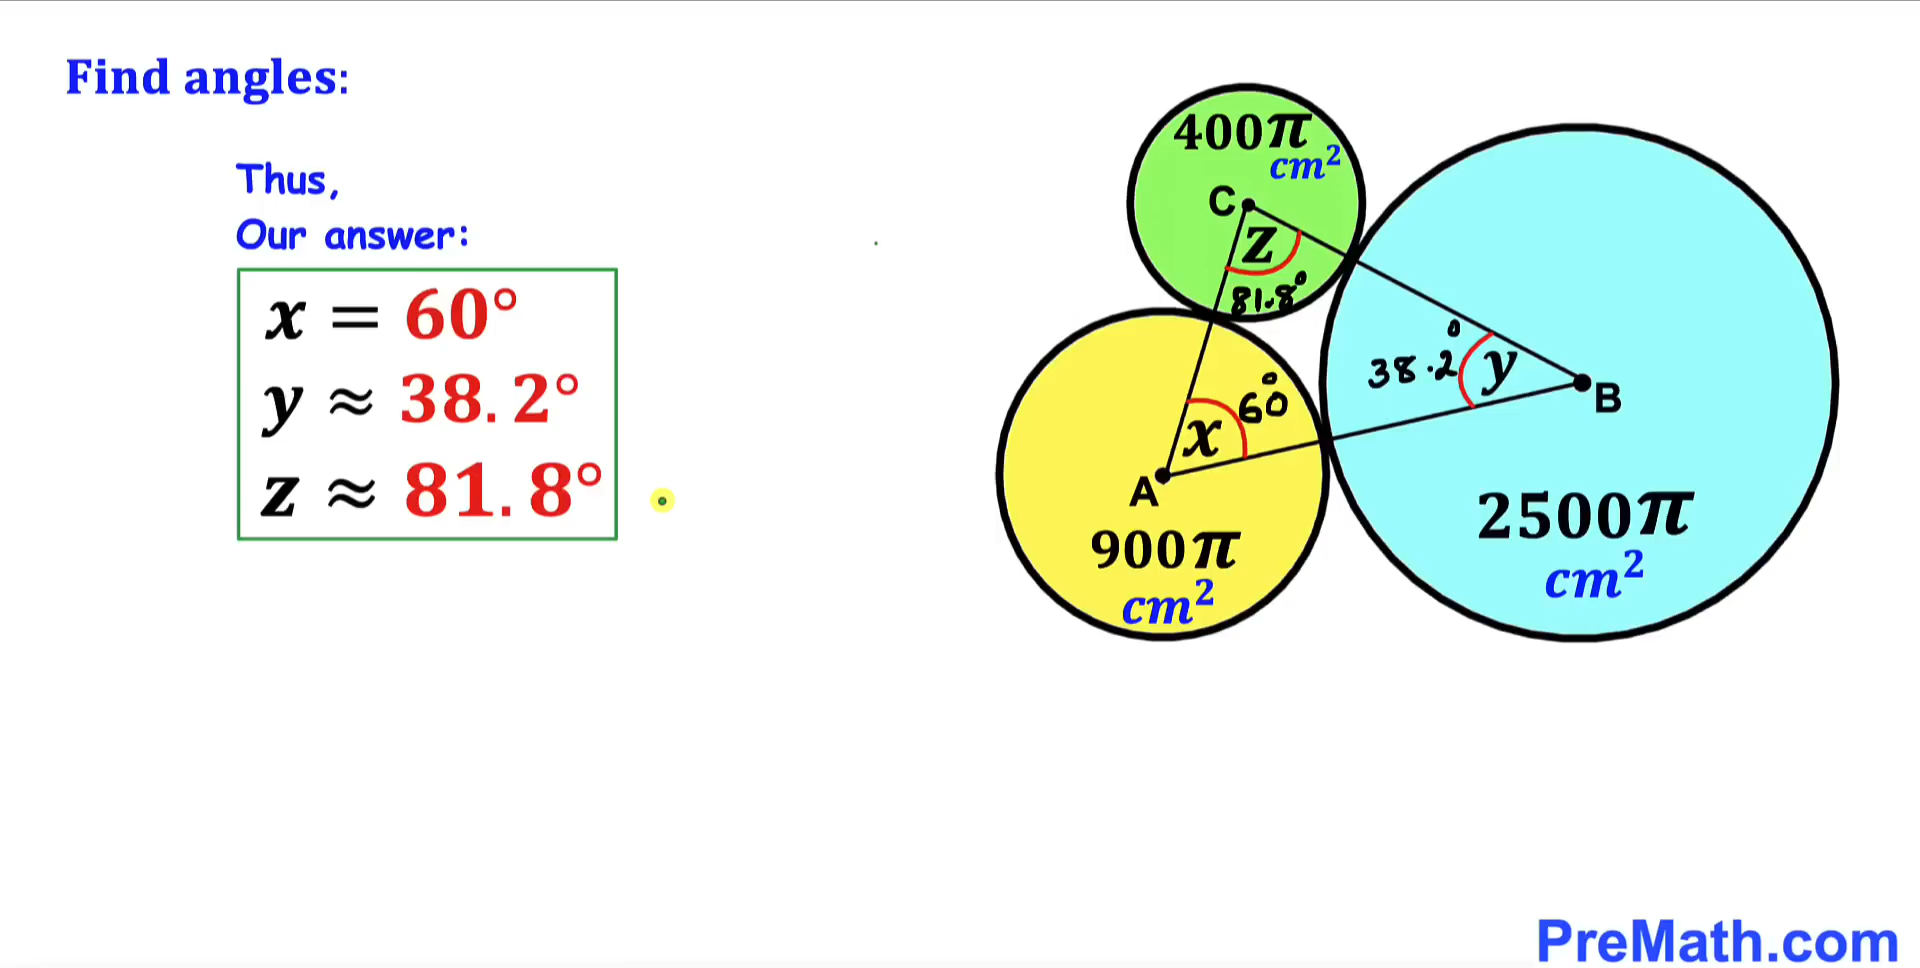 Find angles:
Thus,
Our answer:
x = 60°
y ≈ 38.2°
z ≈ 81.8°
400π
cm²
C
z
81.8°
38.2°
y
B
60°
x
A
900π
cm²
2500π
cm²
PreMath.com